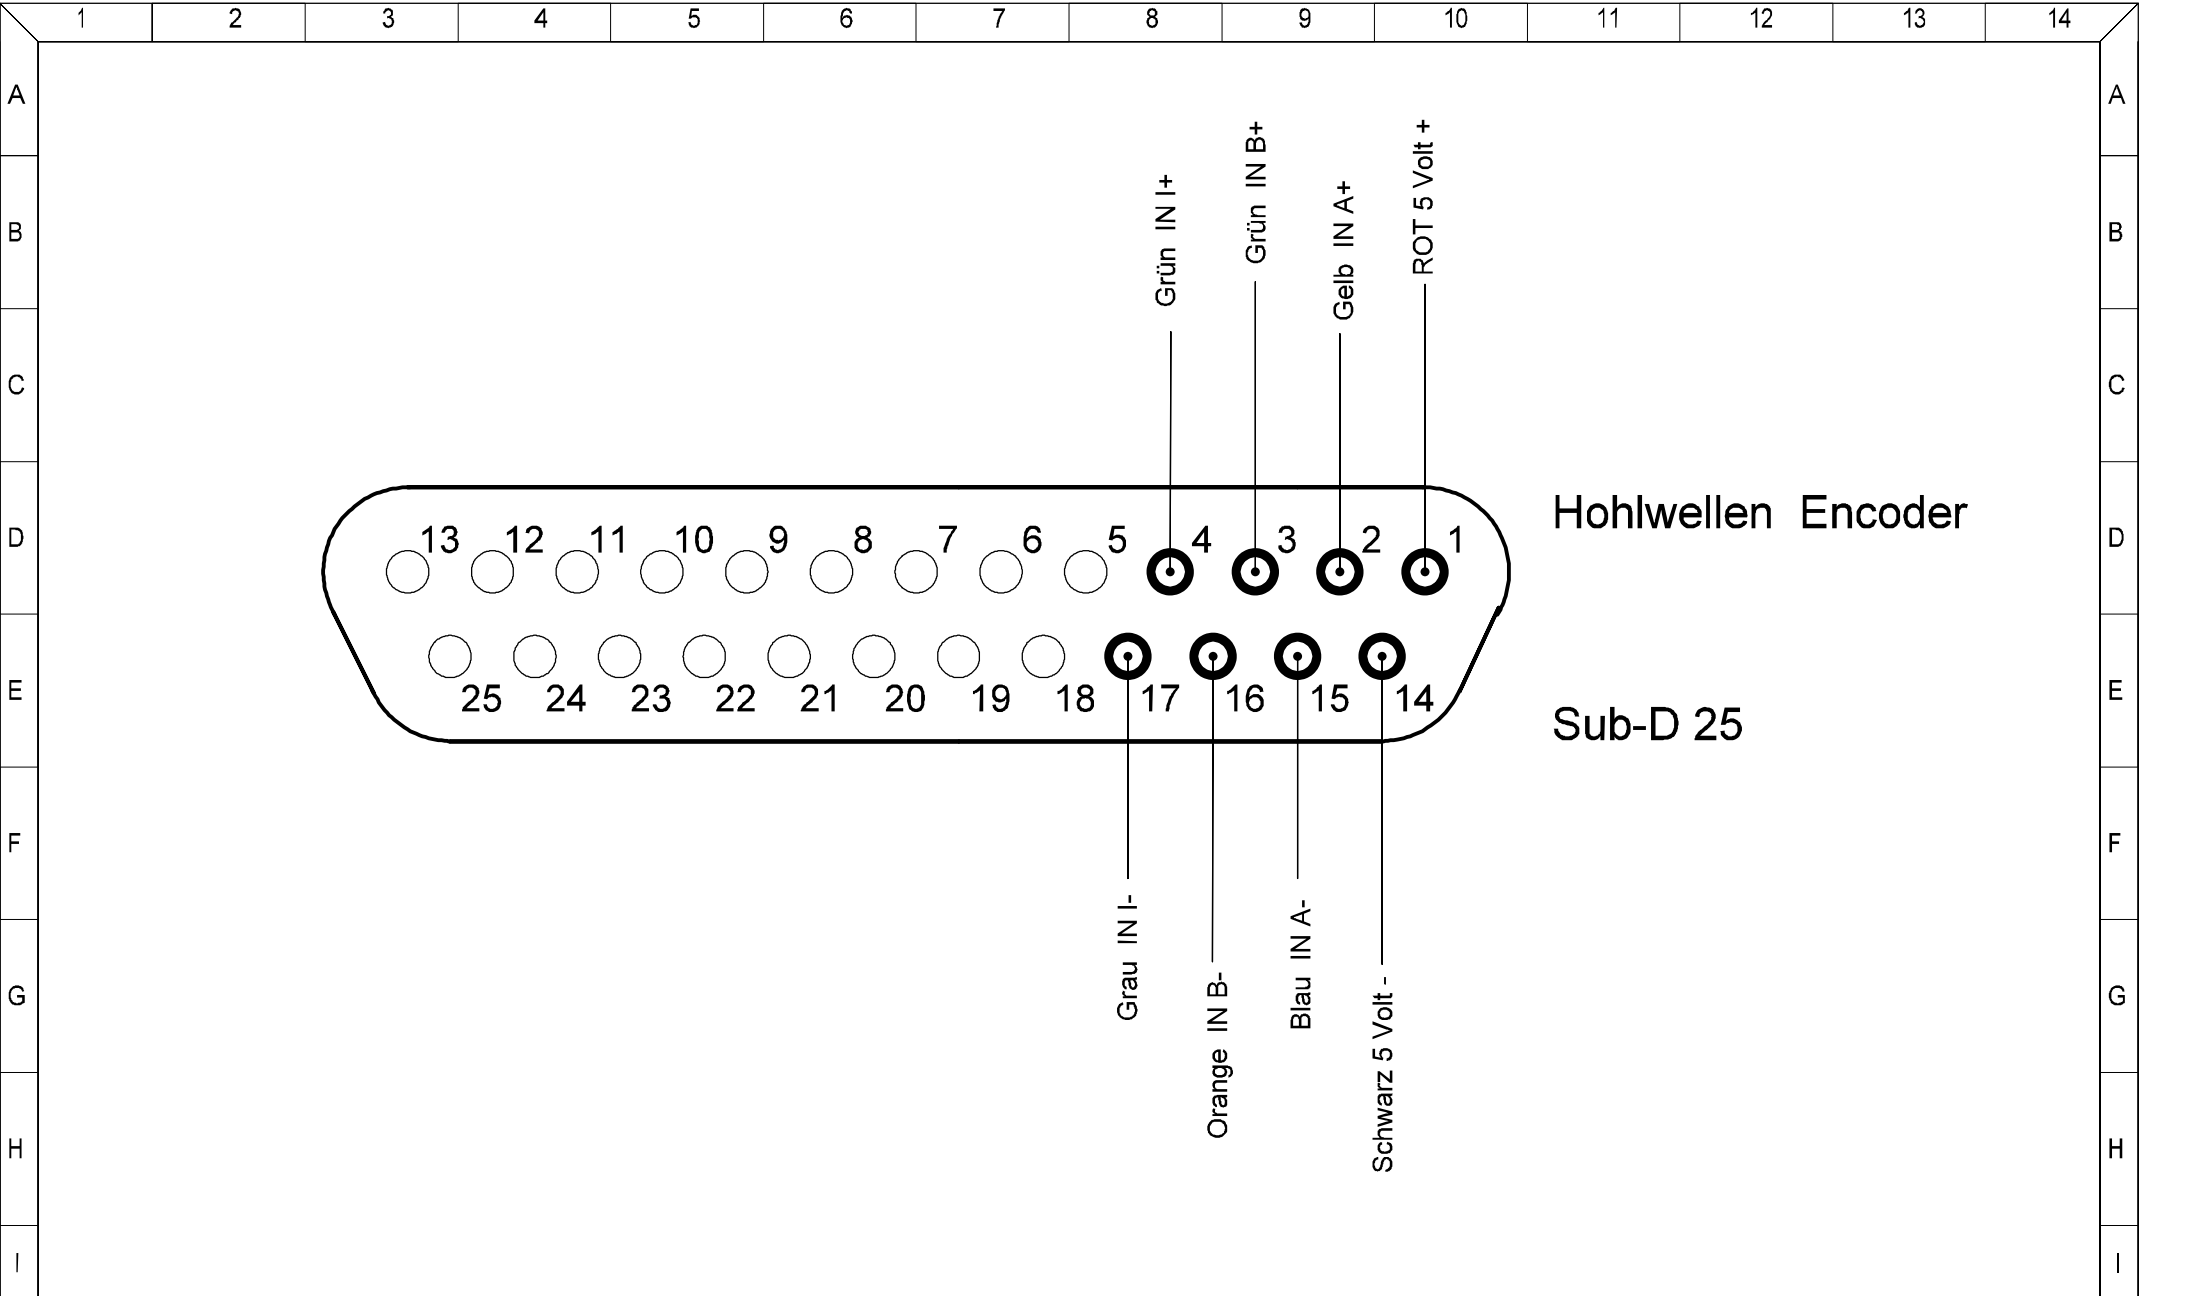 1 2 3 4 5 6 7 8 9 10 11 12 13 14
A A
B B
C C
D D
E E
F F
G G
H H
I I
Grün IN I+
Grün IN B+
Gelb IN A+
ROT 5 Volt +
Hohlwellen Encoder
13 12 11 10 9 8 7 6 5 4 3 2 1
25 24 23 22 21 20 19 18 17 16 15 14
Sub-D 25
Grau IN I-
Orange IN B-
Blau IN A-
Schwarz 5 Volt -